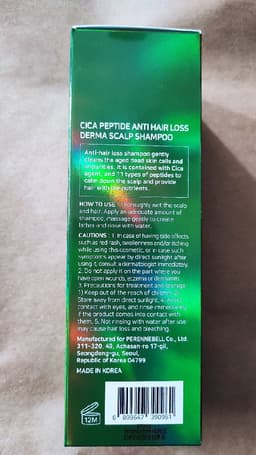 CICA PEPTIDE ANTI HAIR LOSS
DERMA SCALP SHAMPOO
Anti-hair loss shampoo gently
cleans the aged dead skin cells and
impurities. It is contained with Cica
agent, and 11 types of peptides to
calm down the scalp and provide
hair with the nutrients.
HOW TO USE Thoroughly wet the scalp
and hair. Apply an adequate amount of
shampoo. Massage gently to create
lather and rinse with water.
CAUTIONS : 1. In case of having side effects
such as red rash, swollenness and/or itching
while using this cosmetic, or in case such
symptoms appear by direct sunlight after
using it, consult a dermatologist immediately.
2. Do not apply it on the part where you
have open wounds, eczema or dermatitis.
3. Precautions for treatment and storage
1) Keep out of the reach of children. 2)
Store away from direct sunlight. 4. Avoid
contact with eyes, and rinse immediately
if the product comes into contact with
them. 5. Not rinsing with water after use
may cause hair loss and bleaching.
Manufactured for PERENNEBELL Co., Ltd.
311-320, 40, Achasan-ro 17-gil,
Seongdong-gu, Seoul,
Republic of Korea 04799
MADE IN KOREA
12M